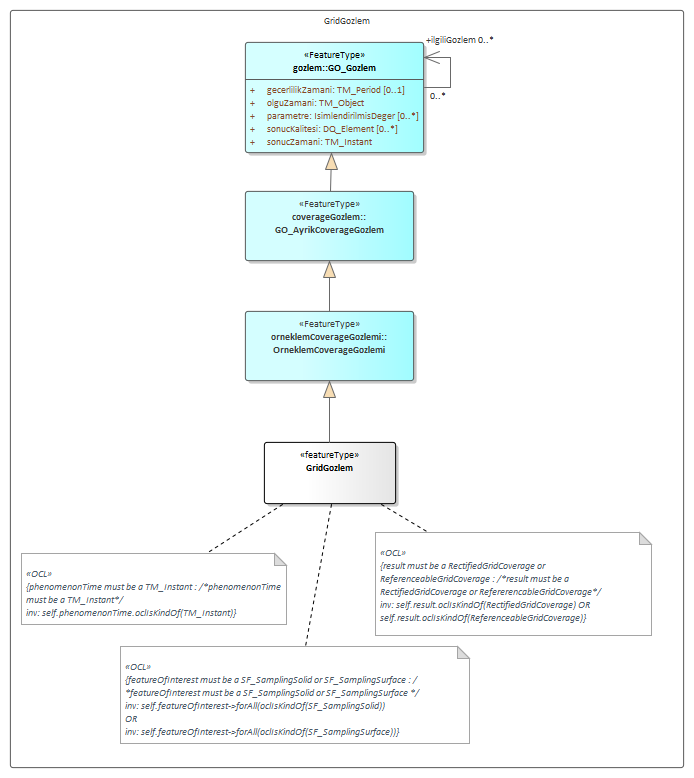 GridGozlem
+ilgiliGozlem 0..*
«FeatureType»
gozlem::GO_Gozlem
+ gecerlilikZamani: TM_Period [0..1]
+ olguZamani: TM_Object
+ parametre: IsimlendirilmisDeger [0..*]
+ sonucKalitesi: DQ_Element [0..*]
+ sonucZamani: TM_Instant
0..*
«FeatureType»
coverageGozlem::
GO_AyrikCoverageGozlem
«FeatureType»
orneklemCoverageGozlemi::
OrneklemCoverageGozlemi
«featureType»
GridGozlem
«OCL»
{phenomenonTime must be a TM_Instant : /*phenomenonTime
must be a TM_Instant*/
inv: self.phenomenonTime.oclIsKindOf(TM_Instant)}
«OCL»
{result must be a RectifiedGridCoverage or
ReferenceableGridCoverage : /*result must be a
RectifiedGridCoverage or RefererenceableGridCoverage*/
inv: self.result.oclIsKindOf(RectifiedGridCoverage) OR
self.result.oclIsKindOf(ReferenceableGridCoverage)}
«OCL»
{featureOfInterest must be a SF_SamplingSolid or SF_SamplingSurface : /
*featureOfInterest must be a SF_SamplingSolid or SF_SamplingSurface */
inv: self.featureOfInterest->forAll(oclIsKindOf(SF_SamplingSolid))
OR
inv: self.featureOfInterest->forAll(oclIsKindOf(SF_SamplingSurface))}